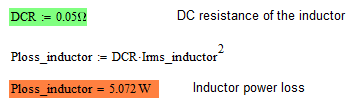 DCR := 0.05Ω DC resistance of the inductor
Ploss_inductor := DCR·Irms_inductor²
Ploss_inductor = 5.072 W Inductor power loss